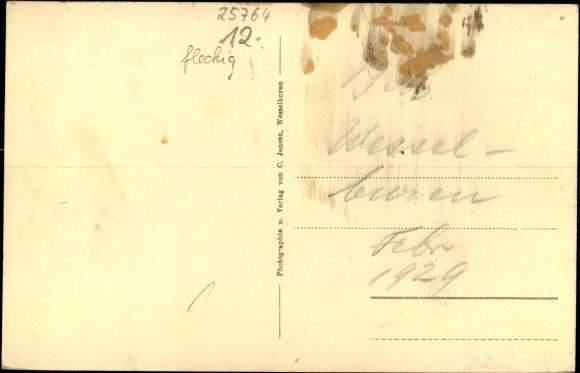 25764
12.-
fleckig
Photographie u. Verlag von C. Jensen, Wesselburen
Wessel-
buren
Febr
1929